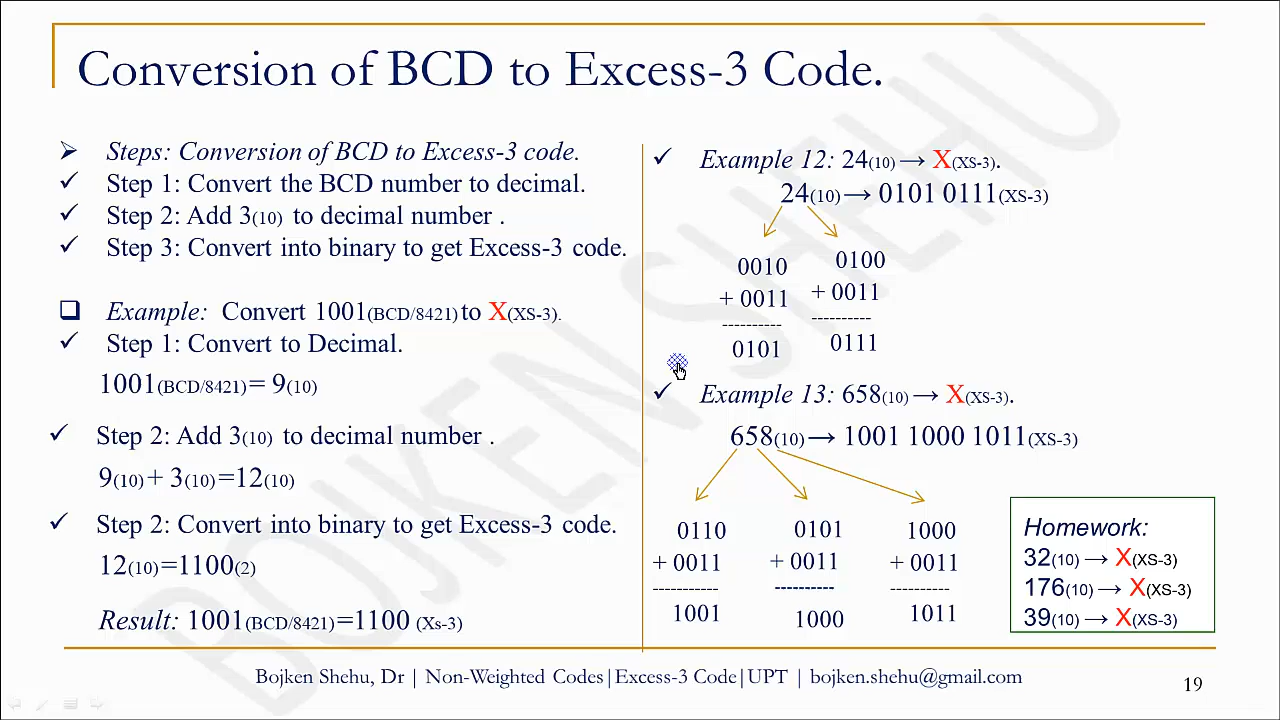 Conversion of BCD to Excess-3 Code.
Steps: Conversion of BCD to Excess-3 code.
Step 1: Convert the BCD number to decimal.
Step 2: Add 3(10) to decimal number .
Step 3: Convert into binary to get Excess-3 code.
Example: Convert 1001(BCD/8421) to X(XS-3).
Step 1: Convert to Decimal.
1001(BCD/8421)= 9(10)
Step 2: Add 3(10) to decimal number .
9(10) + 3(10) =12(10)
Step 2: Convert into binary to get Excess-3 code.
12(10)=1100(2)
Result: 1001(BCD/8421)=1100 (Xs-3)
Example 12: 24(10) → X(XS-3).
24(10) → 0101 0111(XS-3)
0010 0100
+ 0011 + 0011
---------- ----------
0101 0111
Example 13: 658(10) → X(XS-3).
658(10) → 1001 1000 1011(XS-3)
0110 0101 1000
+ 0011 + 0011 + 0011
----------- ---------- ----------
1001 1000 1011
Homework:
32(10) → X(XS-3)
176(10) → X(XS-3)
39(10) → X(XS-3)
Bojken Shehu, Dr | Non-Weighted Codes|Excess-3 Code|UPT | bojken.shehu@gmail.com
19
BOJKEN SHEHU